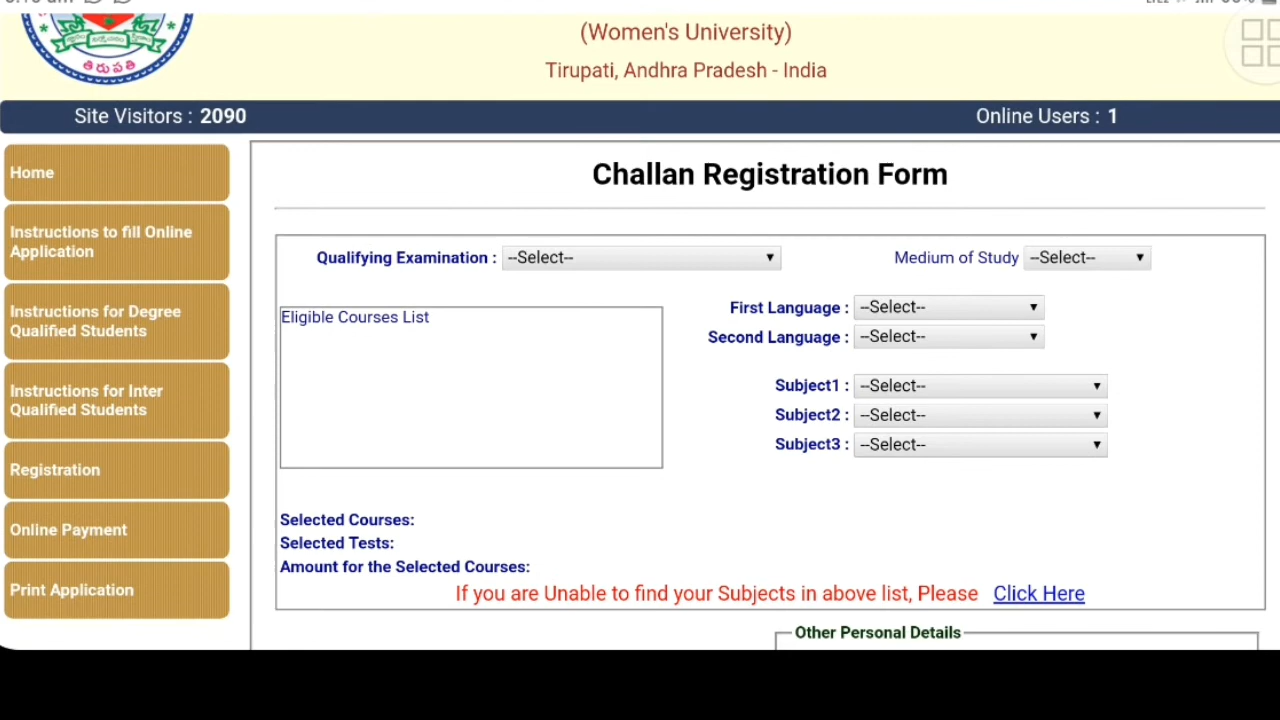 తిరుపతి
(Women's University)
Tirupati, Andhra Pradesh - India
Site Visitors : 2090
Online Users : 1
Home
Instructions to fill Online
Application
Instructions for Degree
Qualified Students
Instructions for Inter
Qualified Students
Registration
Online Payment
Print Application
Challan Registration Form
Qualifying Examination : --Select--
Medium of Study --Select--
Eligible Courses List
First Language : --Select--
Second Language : --Select--
Subject1 : --Select--
Subject2 : --Select--
Subject3 : --Select--
Selected Courses:
Selected Tests:
Amount for the Selected Courses:
If you are Unable to find your Subjects in above list, Please Click Here
Other Personal Details